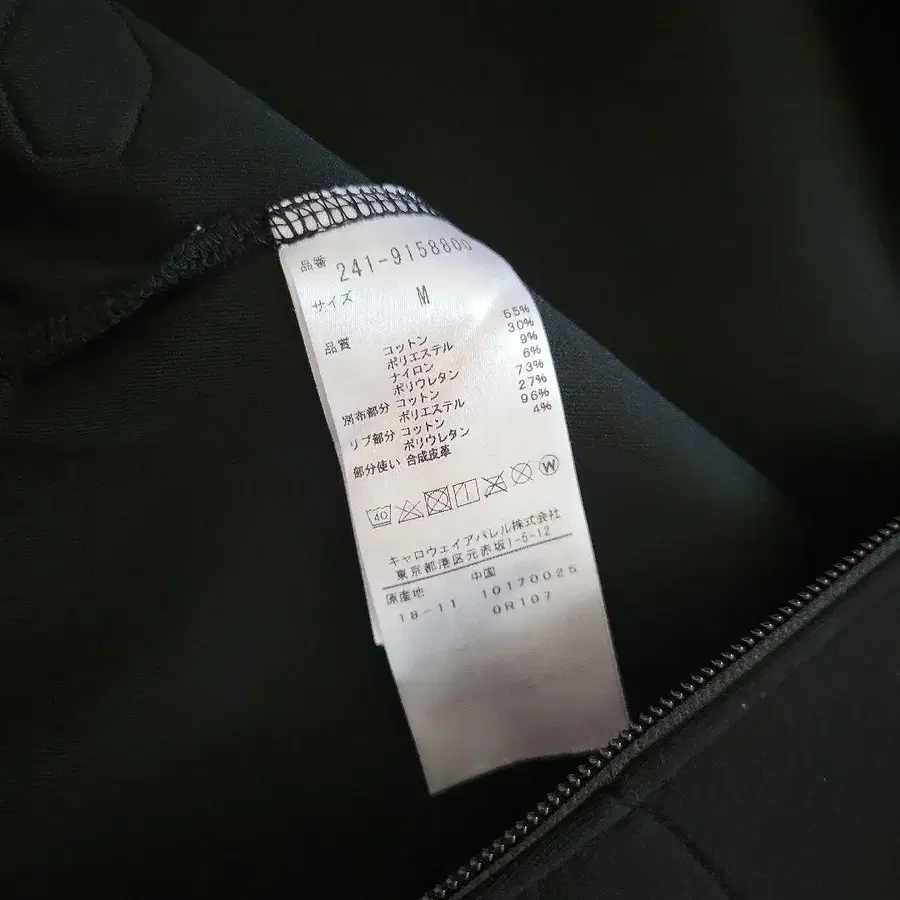 品番 241-9158800
サイズ M
品質 コットン 55%
ポリエステル 30%
ナイロン 9%
ポリウレタン 6%
別布部分 コットン 73%
ポリエステル 27%
リブ部分 コットン 96%
ポリウレタン 4%
部分使い 合成皮革
40 W
キャロウェイアパレル株式会社
東京都港区元赤坂1-5-12
原産地 中国
18-11 10170025
0R107